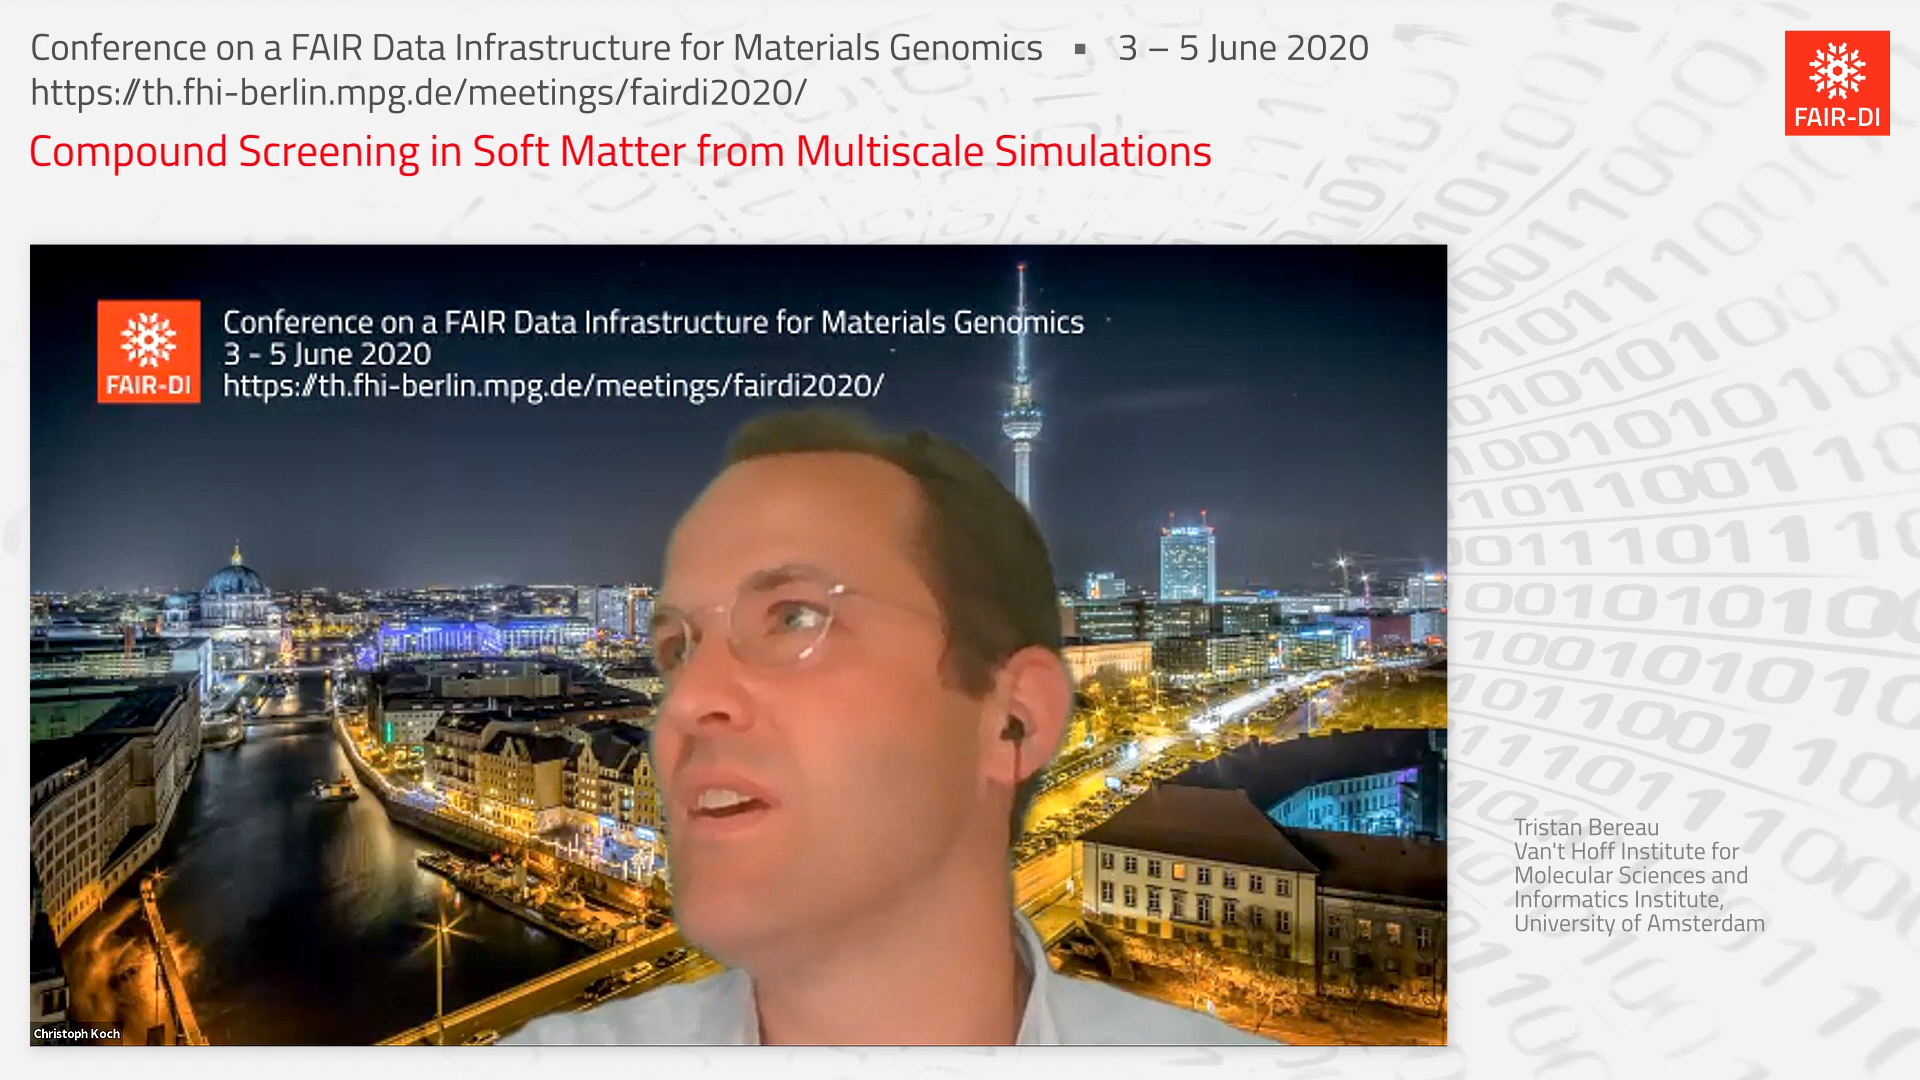 Conference on a FAIR Data Infrastructure for Materials Genomics ▪ 3 – 5 June 2020
https://th.fhi-berlin.mpg.de/meetings/fairdi2020/
FAIR-DI
Compound Screening in Soft Matter from Multiscale Simulations
Conference on a FAIR Data Infrastructure for Materials Genomics
3 - 5 June 2020
https://th.fhi-berlin.mpg.de/meetings/fairdi2020/
FAIR-DI
Tristan Bereau
Van't Hoff Institute for
Molecular Sciences and
Informatics Institute,
University of Amsterdam
Christoph Koch